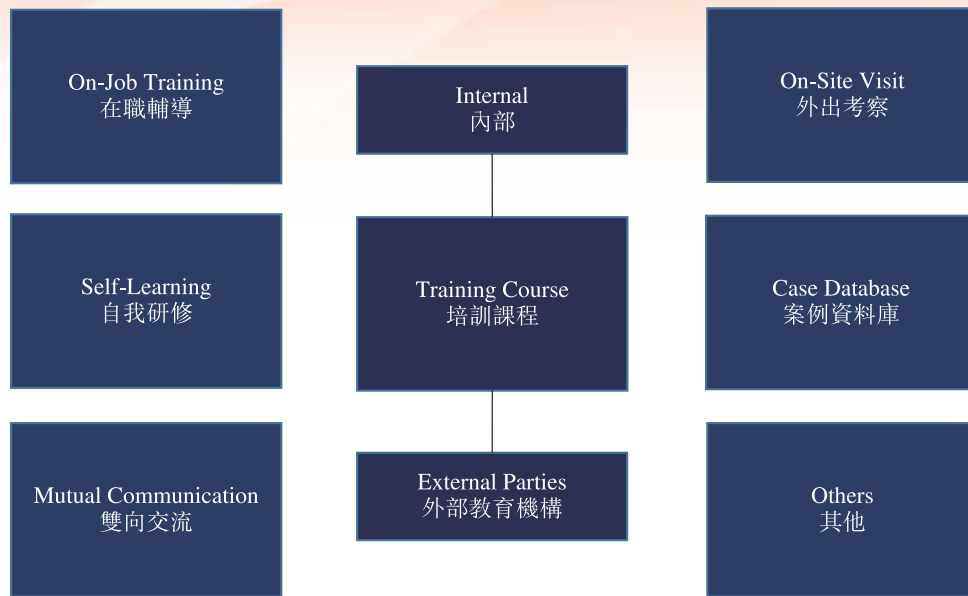 On-Job Training
在職輔導
Internal
內部
On-Site Visit
外出考察
Self-Learning
自我研修
Training Course
培訓課程
Case Database
案例資料庫
Mutual Communication
雙向交流
External Parties
外部教育機構
Others
其他